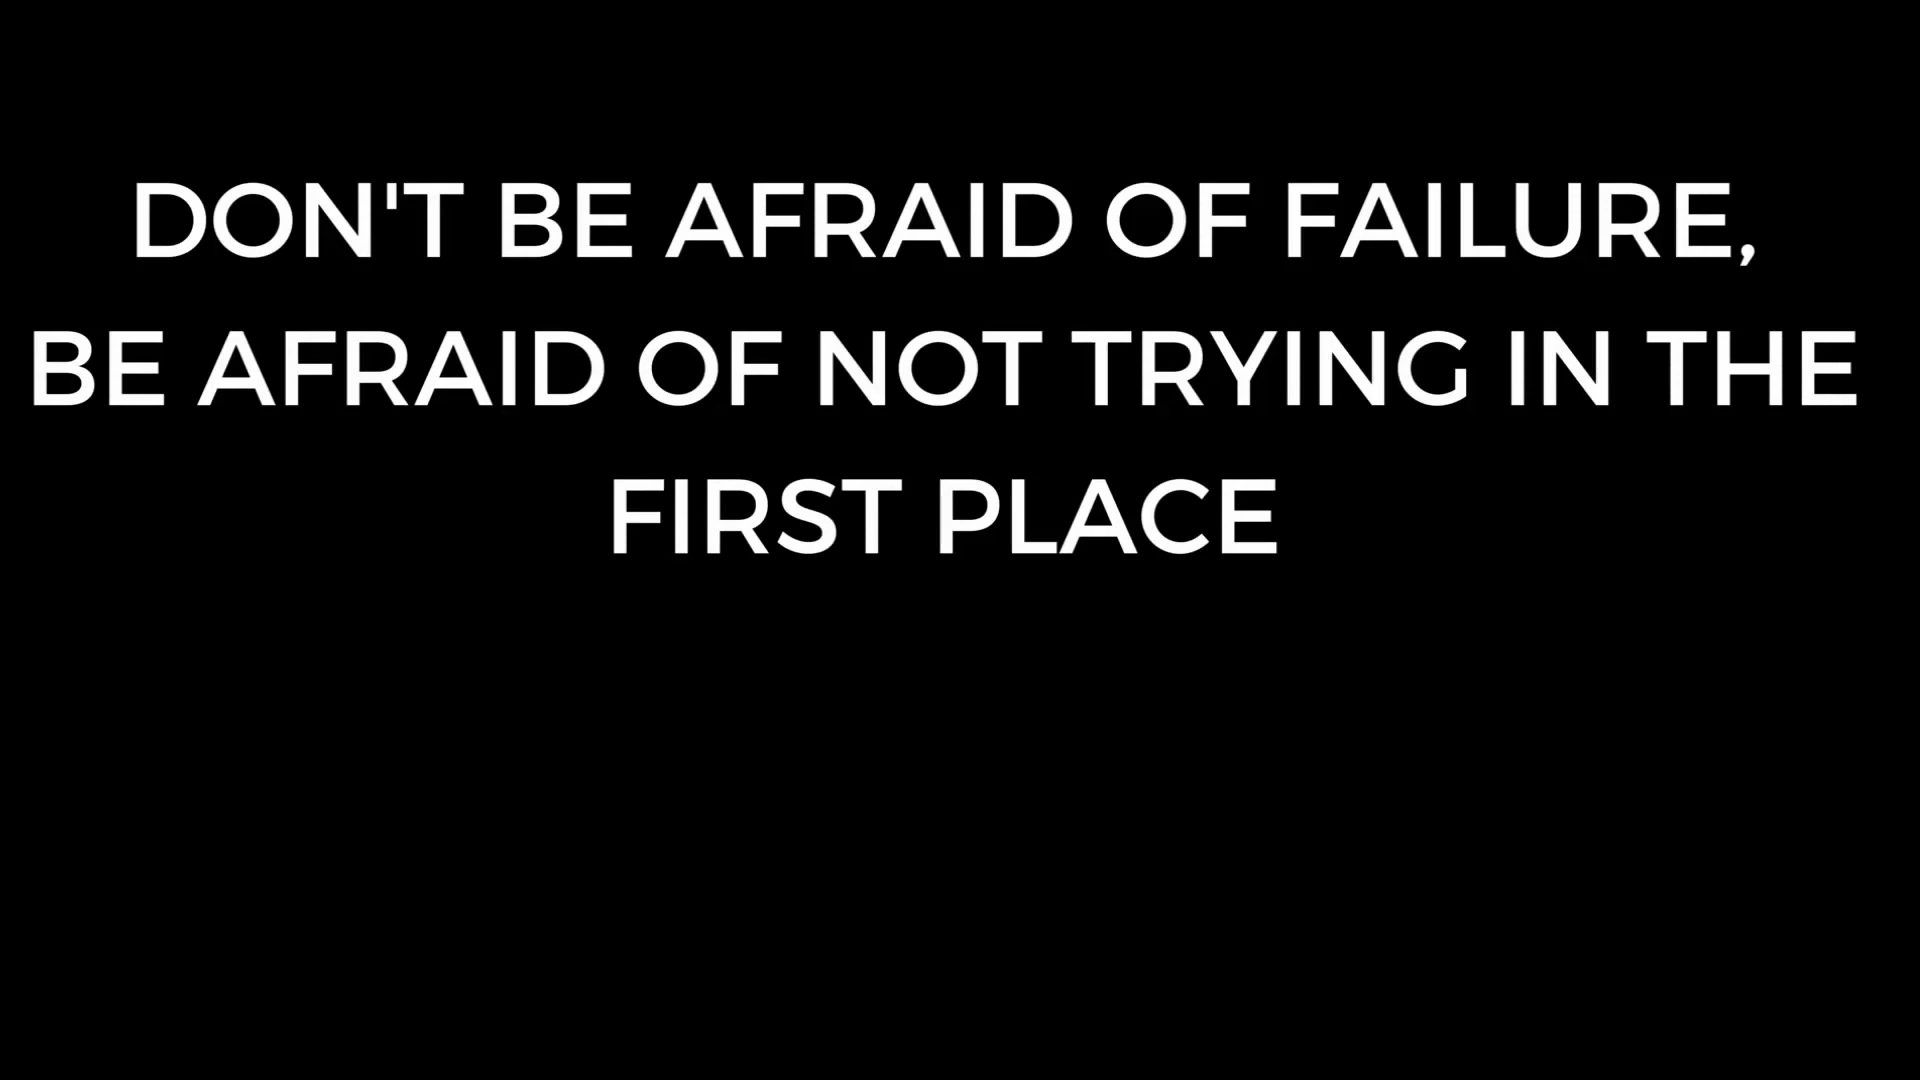 DON'T BE AFRAID OF FAILURE,
BE AFRAID OF NOT TRYING IN THE
FIRST PLACE